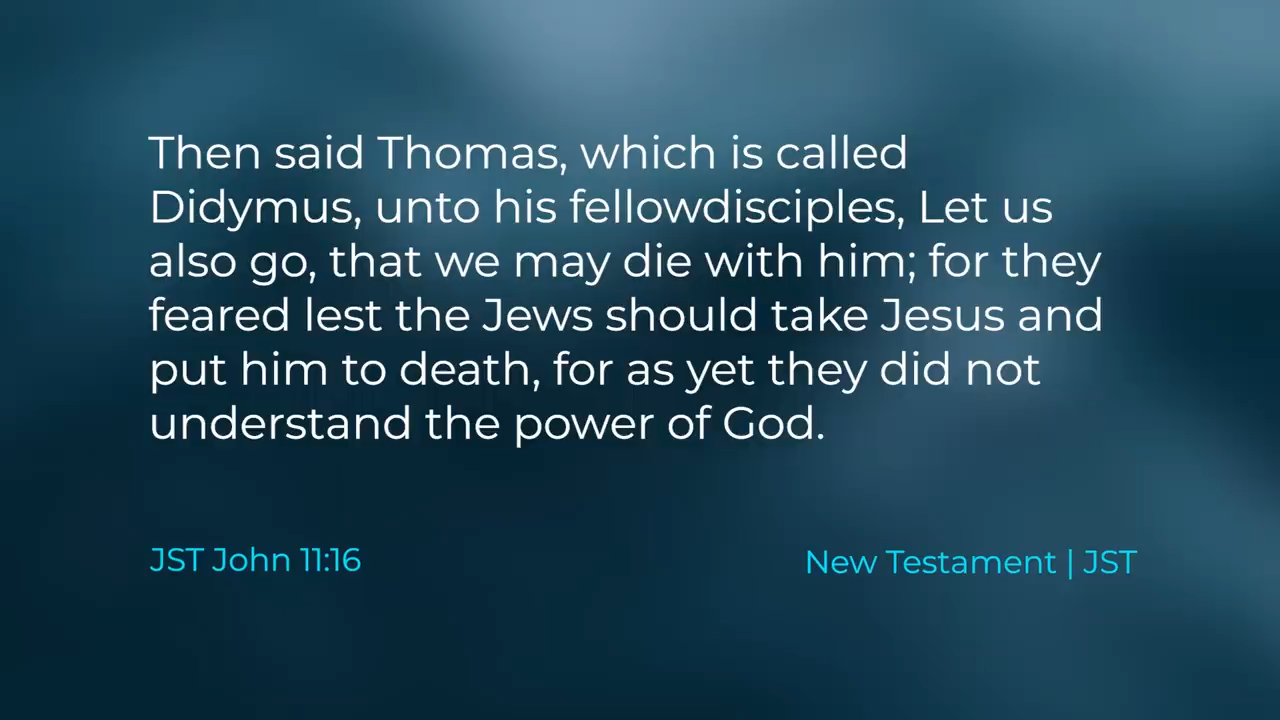 Then said Thomas, which is called
Didymus, unto his fellowdisciples, Let us
also go, that we may die with him; for they
feared lest the Jews should take Jesus and
put him to death, for as yet they did not
understand the power of God.
JST John 11:16
New Testament | JST